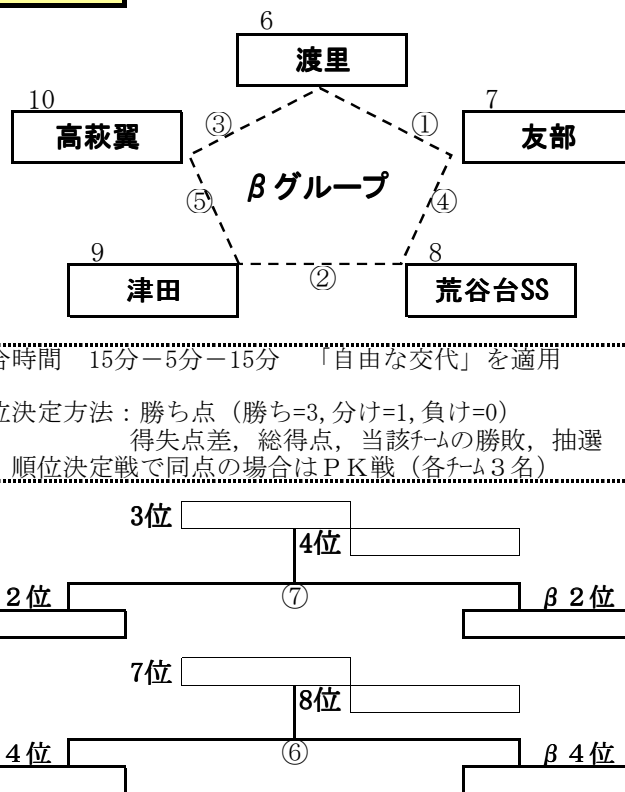 6
渡里
10
7
高萩翼
③
①
友部
βグループ
⑤
④
9
8
津田
②
荒谷台SS
合時間　15分－5分－15分　「自由な交代」を適用
位決定方法：勝ち点（勝ち=3,分け=1,負け=0）
得失点差，総得点，当該ﾁｰﾑの勝敗，抽選
順位決定戦で同点の場合はＰＫ戦（各ﾁｰﾑ３名）
3位
4位
２位
⑦
β２位
7位
8位
４位
⑥
β４位